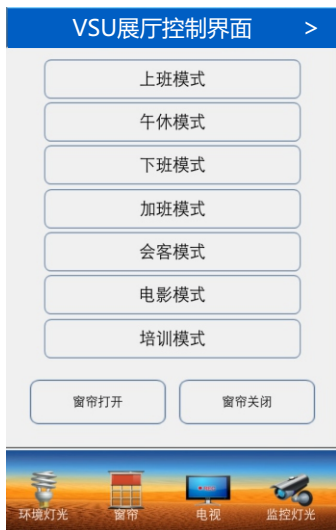 VSU展厅控制界面 >
上班模式
午休模式
下班模式
加班模式
会客模式
电影模式
培训模式
窗帘打开 窗帘关闭
环境灯光 窗帘 电视 监控灯光